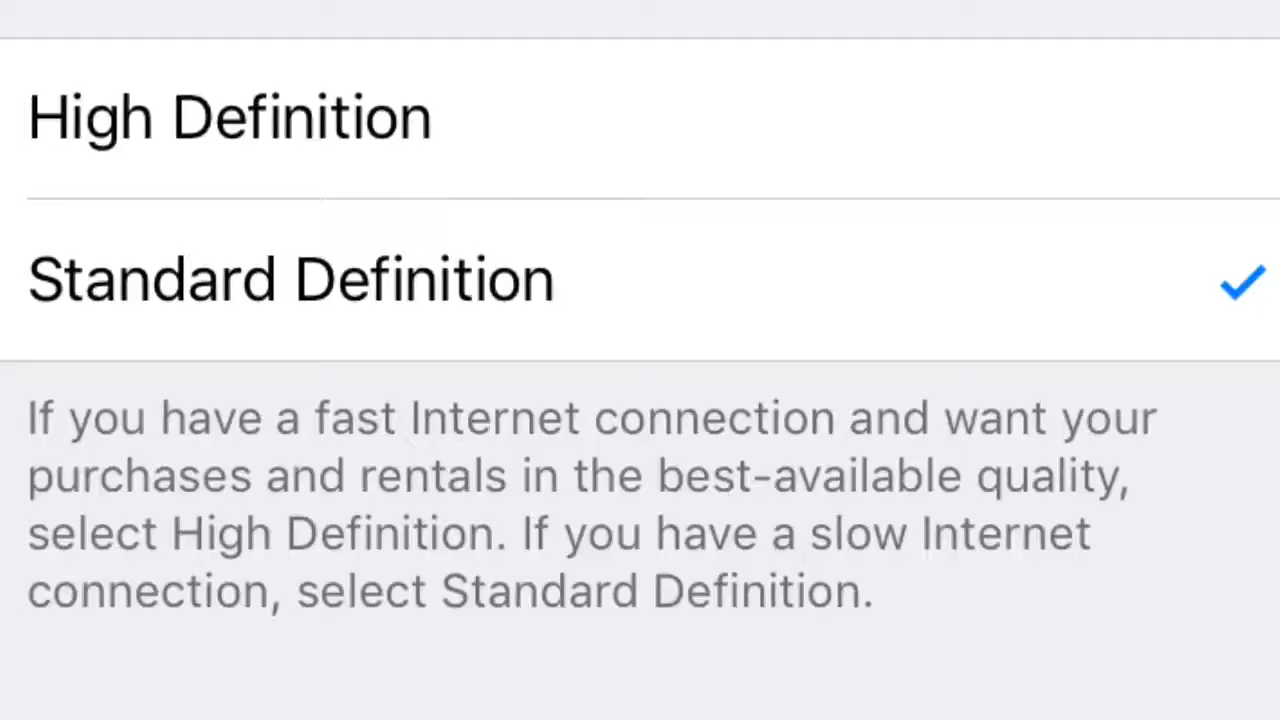 High Definition
Standard Definition
If you have a fast Internet connection and want your
purchases and rentals in the best-available quality,
select High Definition. If you have a slow Internet
connection, select Standard Definition.